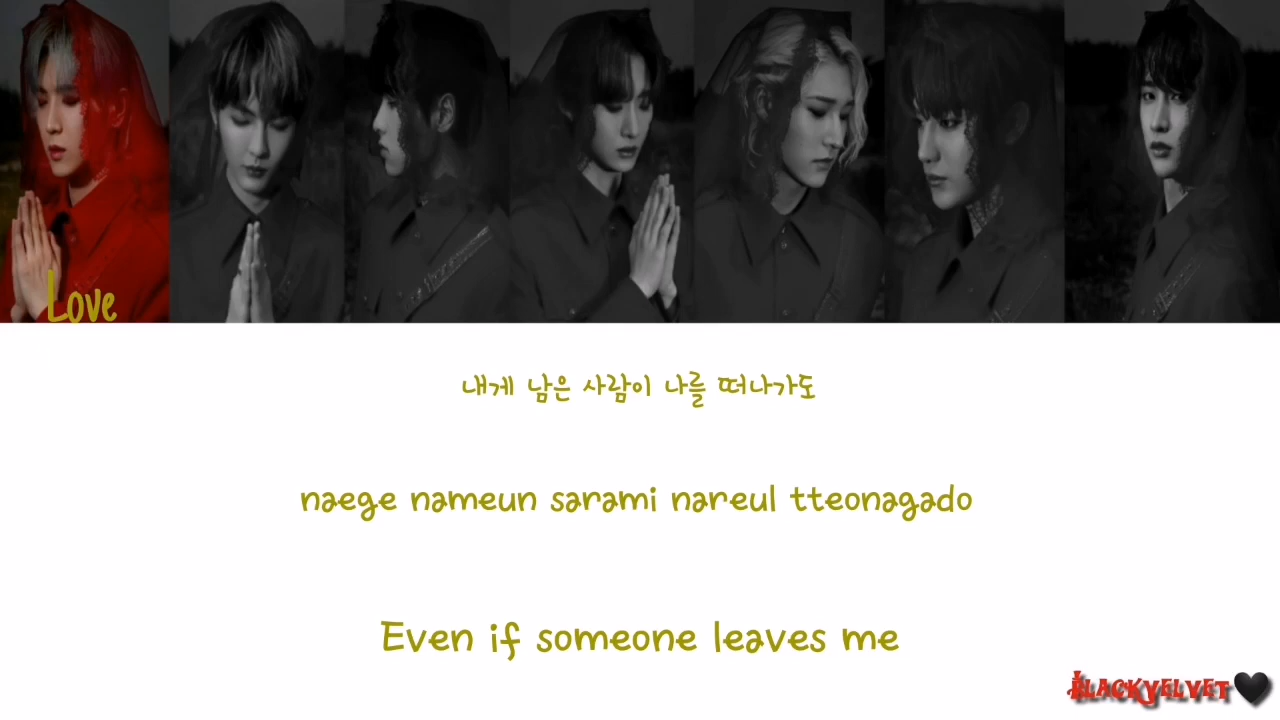 Love
내게 남은 사람이 나를 떠나가도
naege nameun sarami nareul tteonagado
Even if someone leaves me
BLACKVELVET🖤